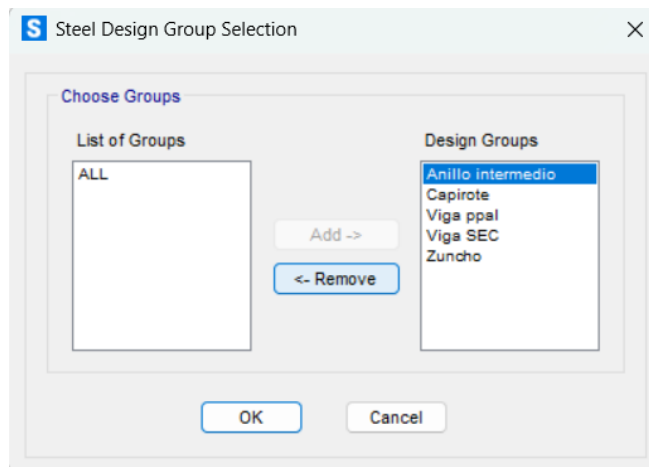 S Steel Design Group Selection
Choose Groups
List of Groups
ALL
Add ->
<- Remove
Design Groups
Anillo intermedio
Capirote
Viga ppal
Viga SEC
Zuncho
OK
Cancel